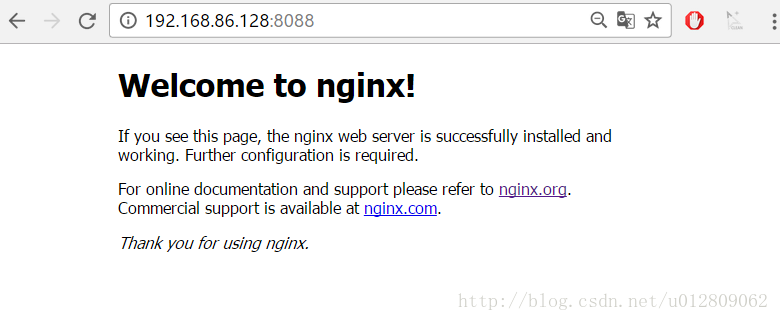 192.168.86.128:8088
Welcome to nginx!
If you see this page, the nginx web server is successfully installed and
working. Further configuration is required.
For online documentation and support please refer to nginx.org.
Commercial support is available at nginx.com.
Thank you for using nginx.
http://blog.csdn.net/u012809062